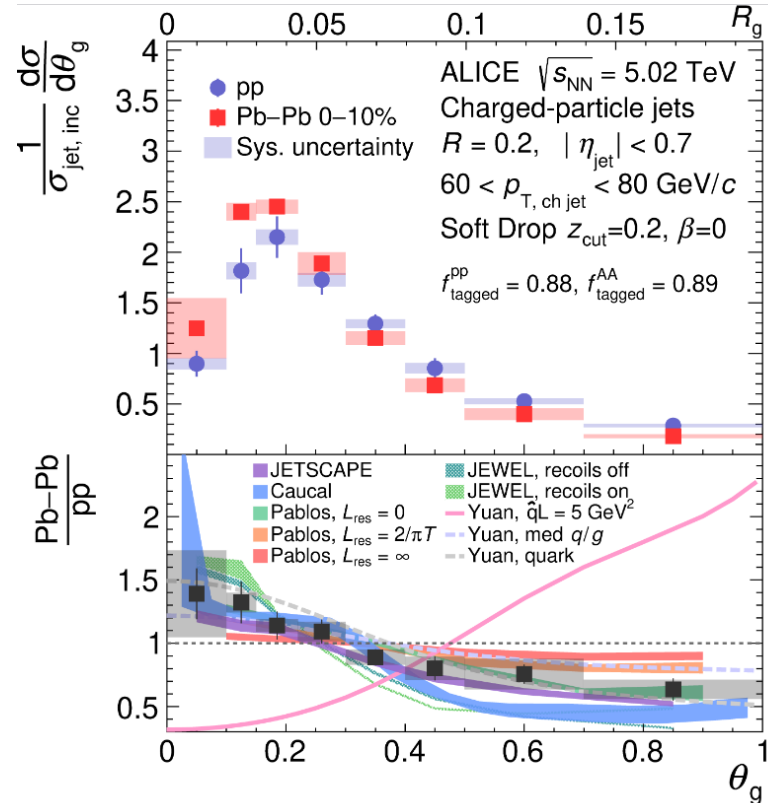 0 0.05 0.1 0.15 R_g
1/σ_jet, inc dσ/dθ_g
4
3.5
3
2.5
2
1.5
1
0.5
pp
Pb−Pb 0−10%
Sys. uncertainty
ALICE √s_NN = 5.02 TeV
Charged-particle jets
R = 0.2, | η_jet| < 0.7
60 < p_T, ch jet < 80 GeV/c
Soft Drop z_cut=0.2, β=0
f^pp_tagged = 0.88, f^AA_tagged = 0.89
Pb−Pb/pp
2
1.5
1
0.5
JETSCAPE
Caucal
Pablos, L_res = 0
Pablos, L_res = 2/πT
Pablos, L_res = ∞
JEWEL, recoils off
JEWEL, recoils on
Yuan, q̂L = 5 GeV²
Yuan, med q/g
Yuan, quark
0 0.2 0.4 0.6 0.8 1
θ_g